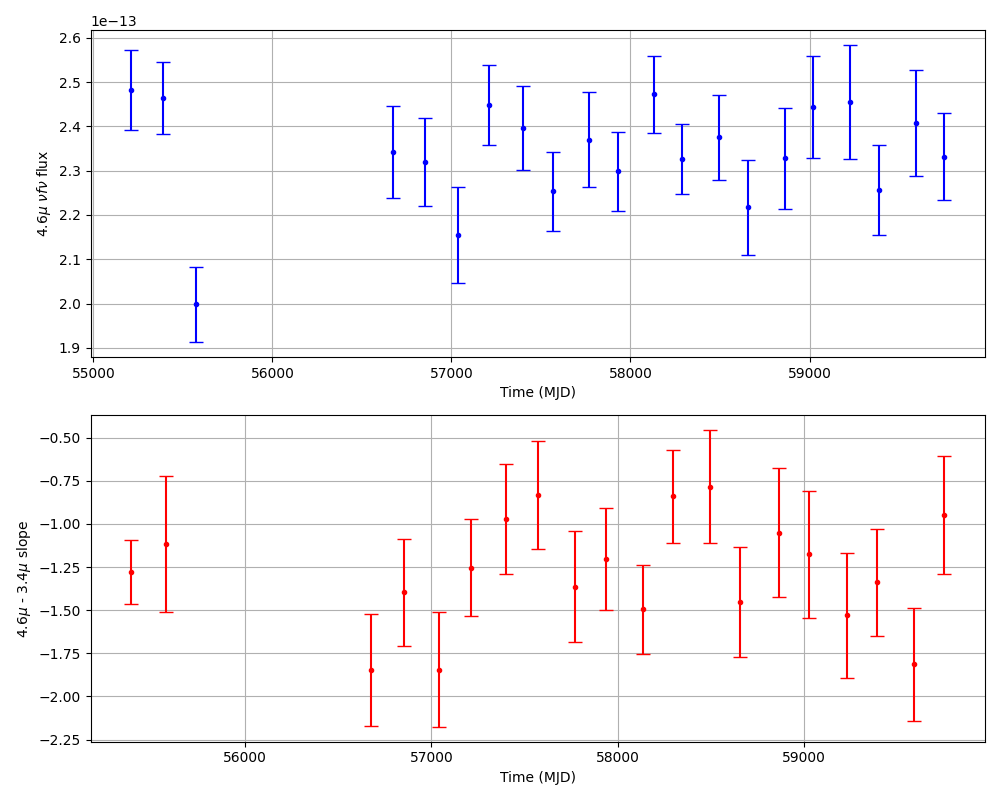 1e−13
4.6μ νfν flux
2.6
2.5
2.4
2.3
2.2
2.1
2.0
1.9
55000 56000 57000 58000 59000
Time (MJD)
4.6μ - 3.4μ slope
−0.50
−0.75
−1.00
−1.25
−1.50
−1.75
−2.00
−2.25
56000 57000 58000 59000
Time (MJD)